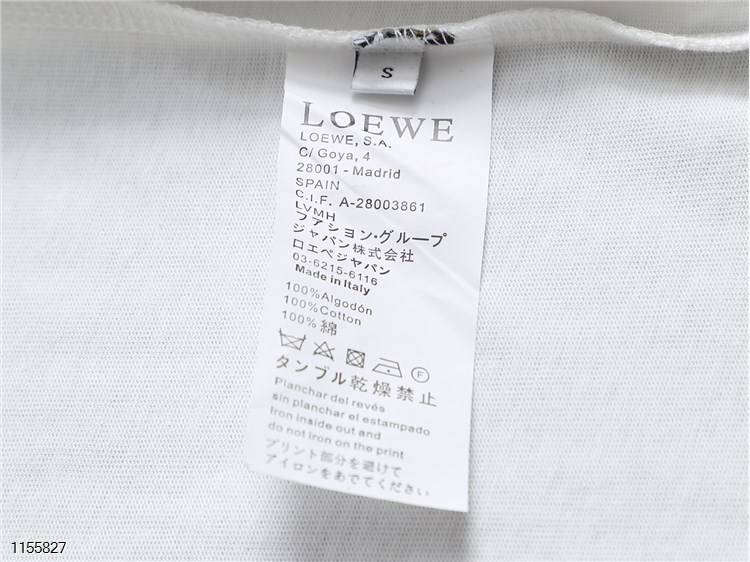 S
LOEWE
LOEWE, S.A.
C/ Goya, 4
28001 - Madrid
SPAIN
C.I.F. A-28003861
LVMH
ファション・グループ
ジャパン株式会社
ロエベジャパン
03-6215-6116
Made in Italy
100%Algodón
100%Cotton
100%綿
F
タンブル乾燥禁止
Planchar del revés
sin planchar el estampado
Iron inside out and
do not Iron on the print
プリント部分を避けて
アイロンをあでてください
1155827